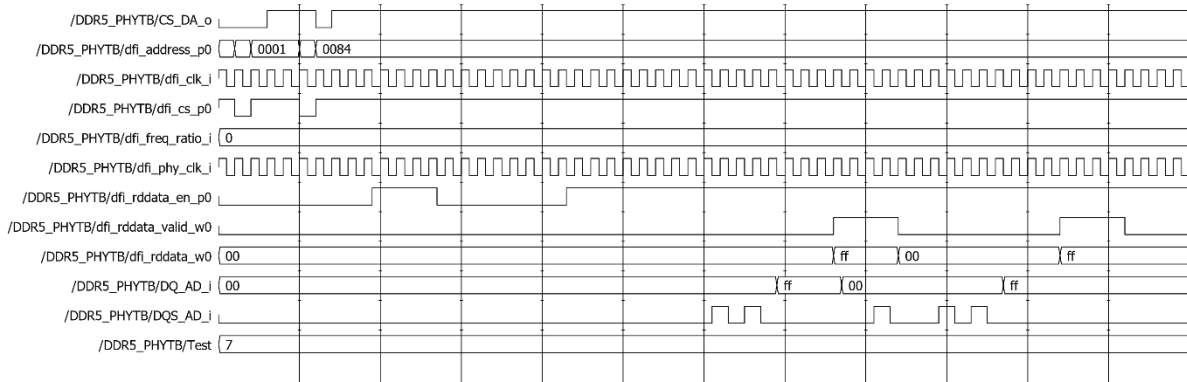 /DDR5_PHYTB/CS_DA_o
/DDR5_PHYTB/dfi_address_p0 0001 0084
/DDR5_PHYTB/dfi_clk_i
/DDR5_PHYTB/dfi_cs_p0
/DDR5_PHYTB/dfi_freq_ratio_i 0
/DDR5_PHYTB/dfi_phy_clk_i
/DDR5_PHYTB/dfi_rddata_en_p0
/DDR5_PHYTB/dfi_rddata_valid_w0
/DDR5_PHYTB/dfi_rddata_w0 00 ff 00 ff
/DDR5_PHYTB/DQ_AD_i 00 ff 00 ff
/DDR5_PHYTB/DQS_AD_i
/DDR5_PHYTB/Test 7